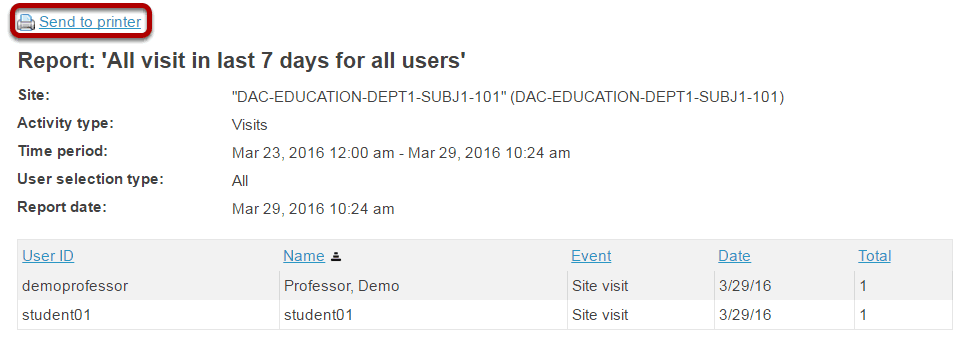 Send to printer
Report: 'All visit in last 7 days for all users'
Site: "DAC-EDUCATION-DEPT1-SUBJ1-101" (DAC-EDUCATION-DEPT1-SUBJ1-101)
Activity type: Visits
Time period: Mar 23, 2016 12:00 am - Mar 29, 2016 10:24 am
User selection type: All
Report date: Mar 29, 2016 10:24 am
User ID Name Event Date Total
demoprofessor Professor, Demo Site visit 3/29/16 1
student01 student01 Site visit 3/29/16 1